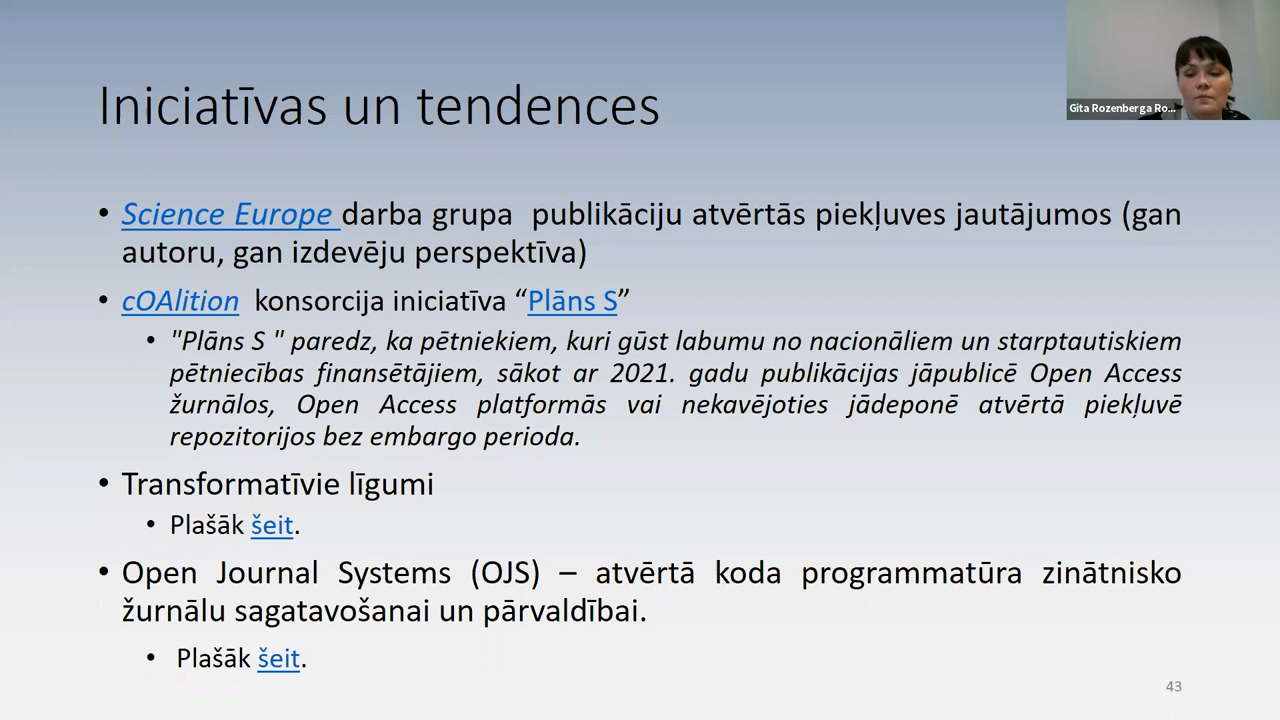 Iniciatīvas un tendences
Gita Rozenberga Ro...
• Science Europe darba grupa publikāciju atvērtās piekļuves jautājumos (gan
autoru, gan izdevēju perspektīva)
• cOAlition konsorcija iniciatīva “Plāns S”
• "Plāns S " paredz, ka pētniekiem, kuri gūst labumu no nacionāliem un starptautiskiem
pētniecības finansētājiem, sākot ar 2021. gadu publikācijas jāpublicē Open Access
žurnālos, Open Access platformās vai nekavējoties jādeponē atvērtā piekļuvē
repozitorijos bez embargo perioda.
• Transformatīvie līgumi
• Plašāk šeit.
• Open Journal Systems (OJS) – atvērtā koda programmatūra zinātnisko
žurnālu sagatavošanai un pārvaldībai.
• Plašāk šeit.
43